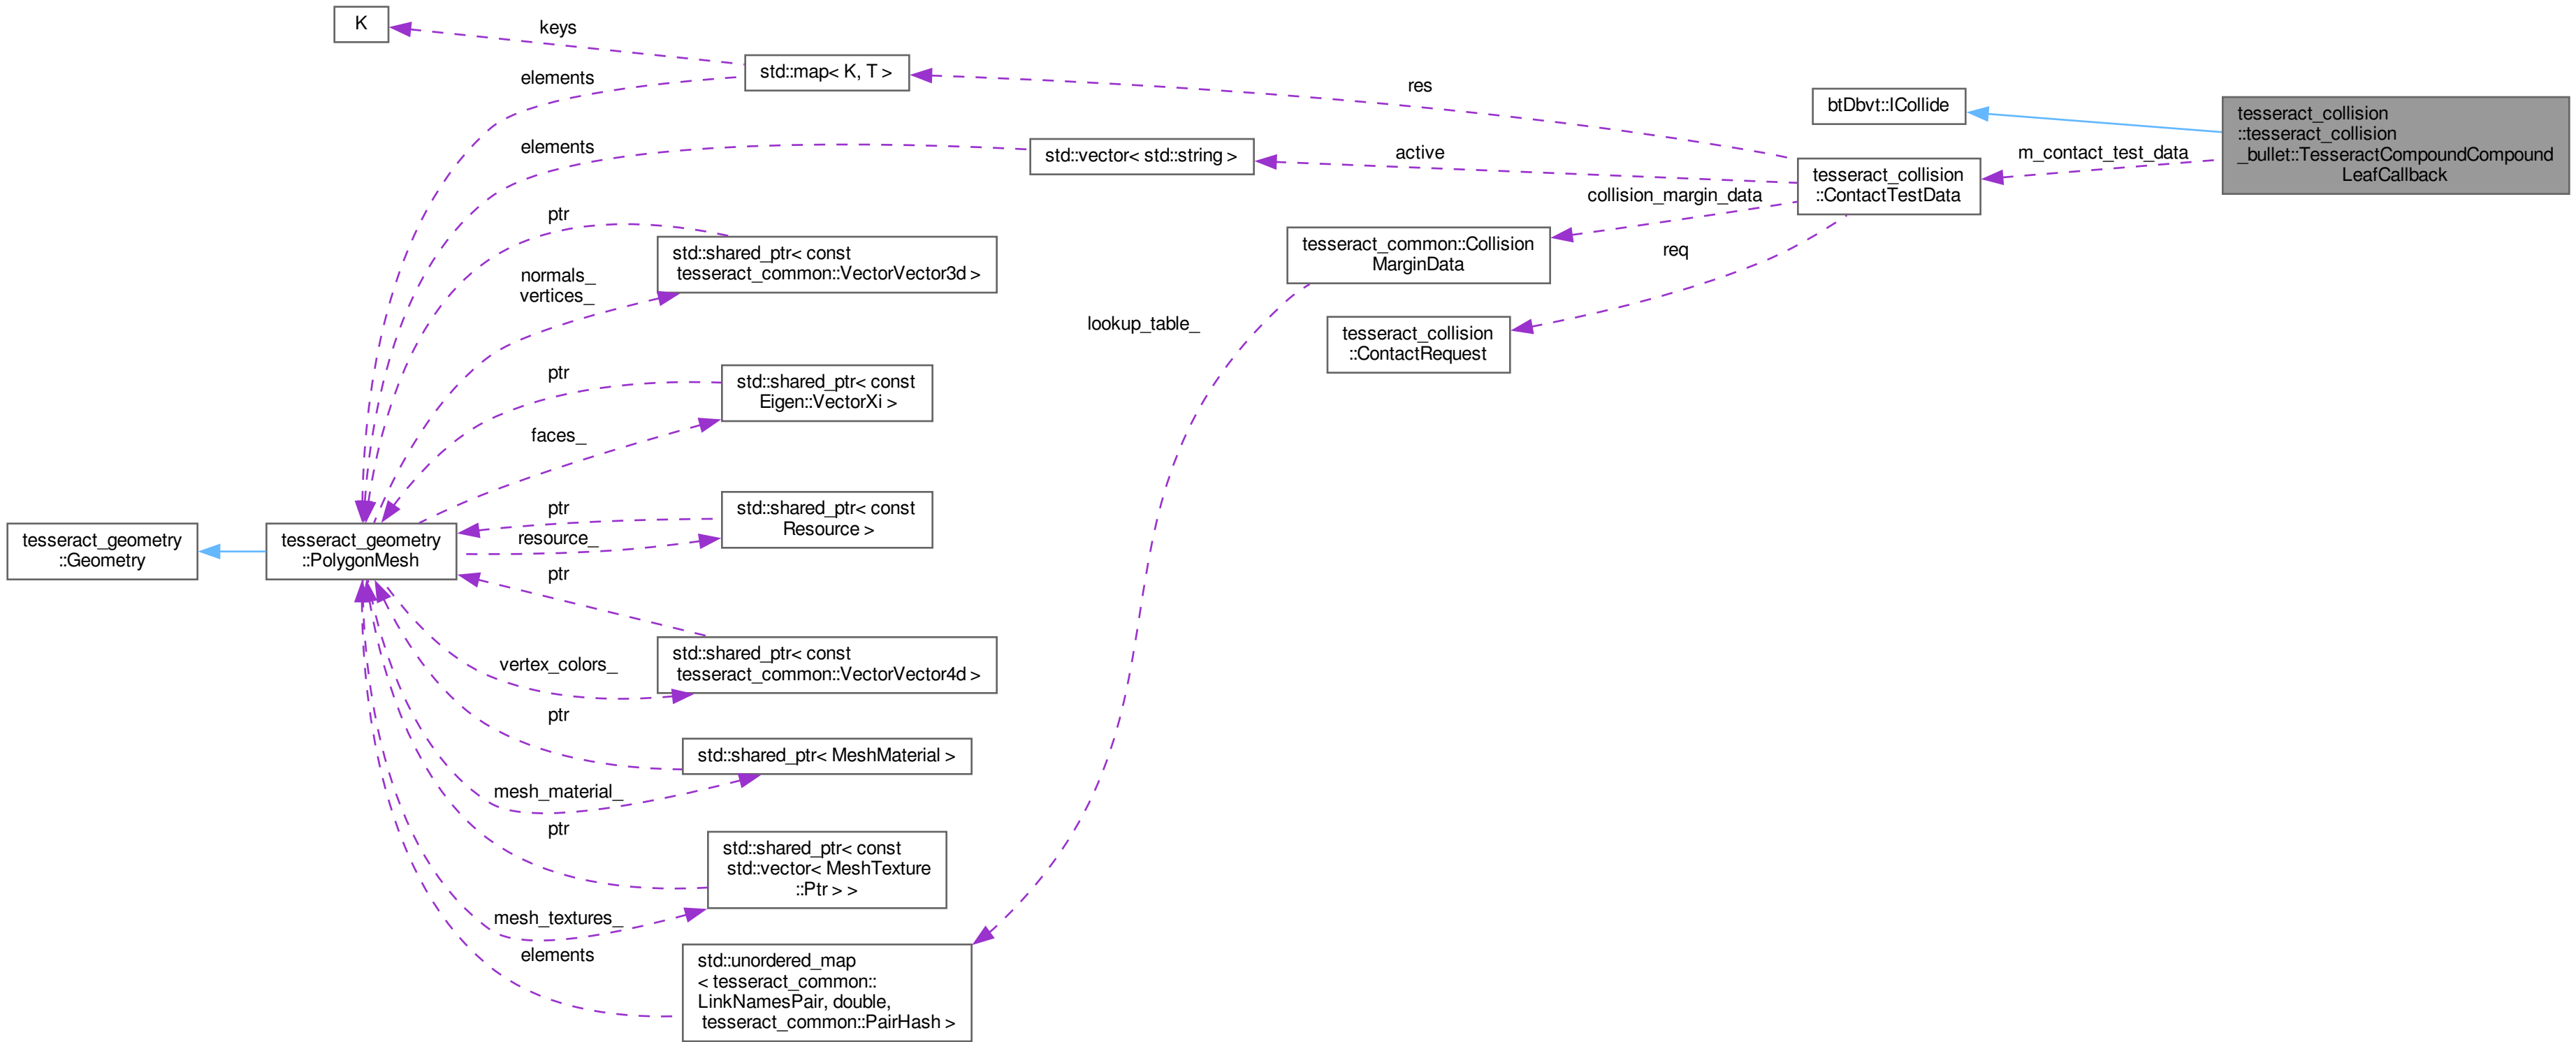 K
keys
std::map< K, T >
elements
res
btDbvt::ICollide
tesseract_collision
::tesseract_collision
_bullet::TesseractCompoundCompound
LeafCallback
m_contact_test_data
tesseract_collision
::ContactTestData
active
std::vector< std::string >
elements
collision_margin_data
tesseract_common::Collision
MarginData
req
tesseract_collision
::ContactRequest
lookup_table_
ptr
std::shared_ptr< const
tesseract_common::VectorVector3d >
normals_
vertices_
ptr
std::shared_ptr< const
Eigen::VectorXi >
faces_
std::shared_ptr< const
Resource >
ptr
resource_
tesseract_geometry
::Geometry
tesseract_geometry
::PolygonMesh
ptr
std::shared_ptr< const
tesseract_common::VectorVector4d >
vertex_colors_
ptr
std::shared_ptr< MeshMaterial >
mesh_material_
ptr
std::shared_ptr< const
std::vector< MeshTexture
::Ptr > >
mesh_textures_
elements
std::unordered_map
< tesseract_common::
LinkNamesPair, double,
tesseract_common::PairHash >